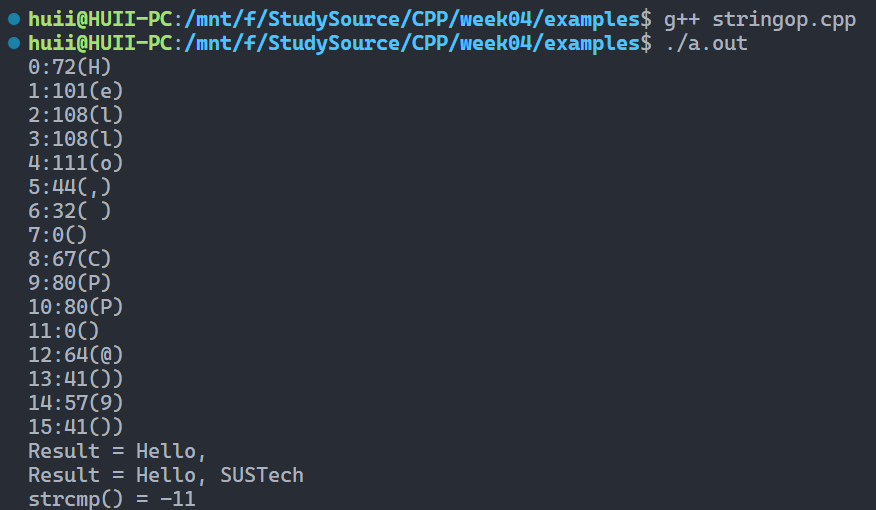 huii@HUII-PC:/mnt/f/StudySource/CPP/week04/examples$ g++ stringop.cpp
huii@HUII-PC:/mnt/f/StudySource/CPP/week04/examples$ ./a.out
0:72(H)
1:101(e)
2:108(l)
3:108(l)
4:111(o)
5:44(,)
6:32( )
7:0()
8:67(C)
9:80(P)
10:80(P)
11:0()
12:64(@)
13:41())
14:57(9)
15:41())
Result = Hello,
Result = Hello, SUSTech
strcmp() = -11